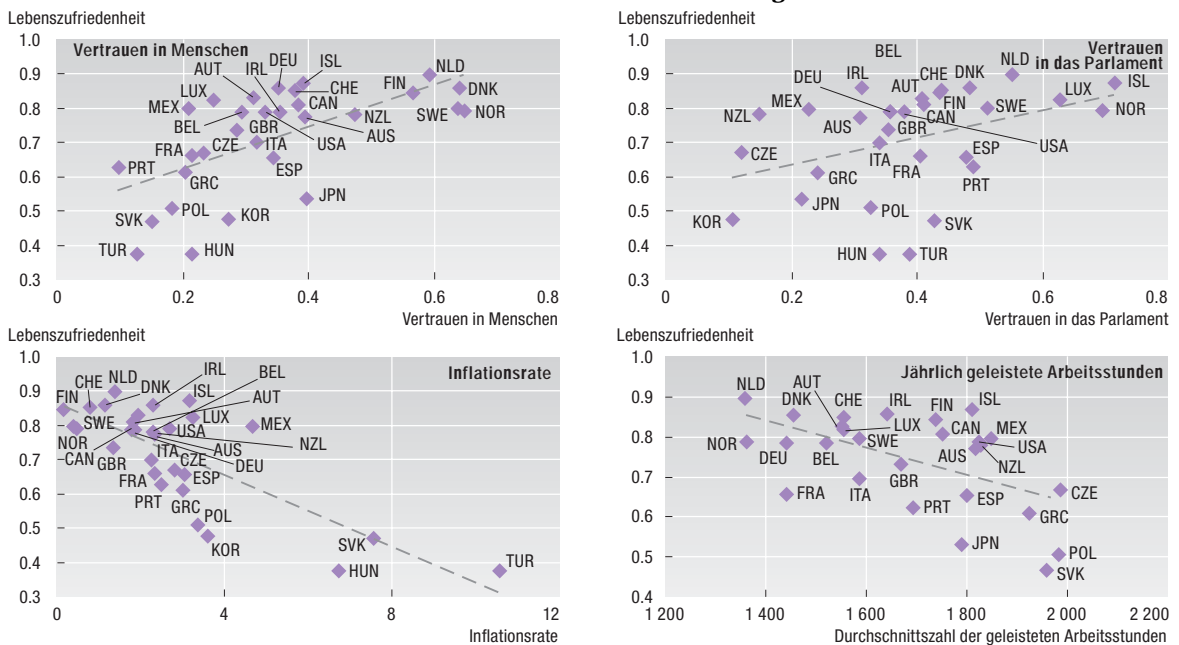 Lebenszufriedenheit
1.0
0.9
0.8
0.7
0.6
0.5
0.4
0.3
Vertrauen in Menschen
DEU
ISL
AUT
IRL
NLD
LUX
CHE
FIN
DNK
MEX
CAN
SWE
NOR
BEL
GBR
NZL
AUS
USA
FRA
CZE
ITA
PRT
ESP
GRC
JPN
POL
KOR
SVK
TUR
HUN
0
0.2
0.4
0.6
0.8
Vertrauen in Menschen
Lebenszufriedenheit
1.0
0.9
0.8
0.7
0.6
0.5
0.4
0.3
Vertrauen
in das Parlament
BEL
NLD
DEU
IRL
CHE
DNK
AUT
ISL
LUX
MEX
FIN
SWE
NOR
NZL
AUS
GBR
CAN
USA
CZE
ITA
FRA
ESP
PRT
GRC
JPN
POL
KOR
SVK
HUN
TUR
0
0.2
0.4
0.6
0.8
Vertrauen in das Parlament
Lebenszufriedenheit
1.0
0.9
0.8
0.7
0.6
0.5
0.4
0.3
Inflationsrate
IRL
BEL
NLD
CHE
DNK
ISL
FIN
AUT
SWE
LUX
MEX
USA
NOR
AUS
NZL
CAN
ITA
DEU
GBR
CZE
FRA
ESP
PRT
GRC
POL
KOR
SVK
HUN
TUR
0
4
8
12
Inflationsrate
Lebenszufriedenheit
1.0
0.9
0.8
0.7
0.6
0.5
0.4
Jährlich geleistete Arbeitsstunden
NLD
AUT
DNK
CHE
IRL
FIN
ISL
LUX
CAN
MEX
NOR
SWE
USA
DEU
BEL
AUS
NZL
GBR
FRA
ITA
PRT
ESP
CZE
GRC
JPN
POL
SVK
1 200
1 400
1 600
1 800
2 000
2 200
Durchschnittszahl der geleisteten Arbeitsstunden